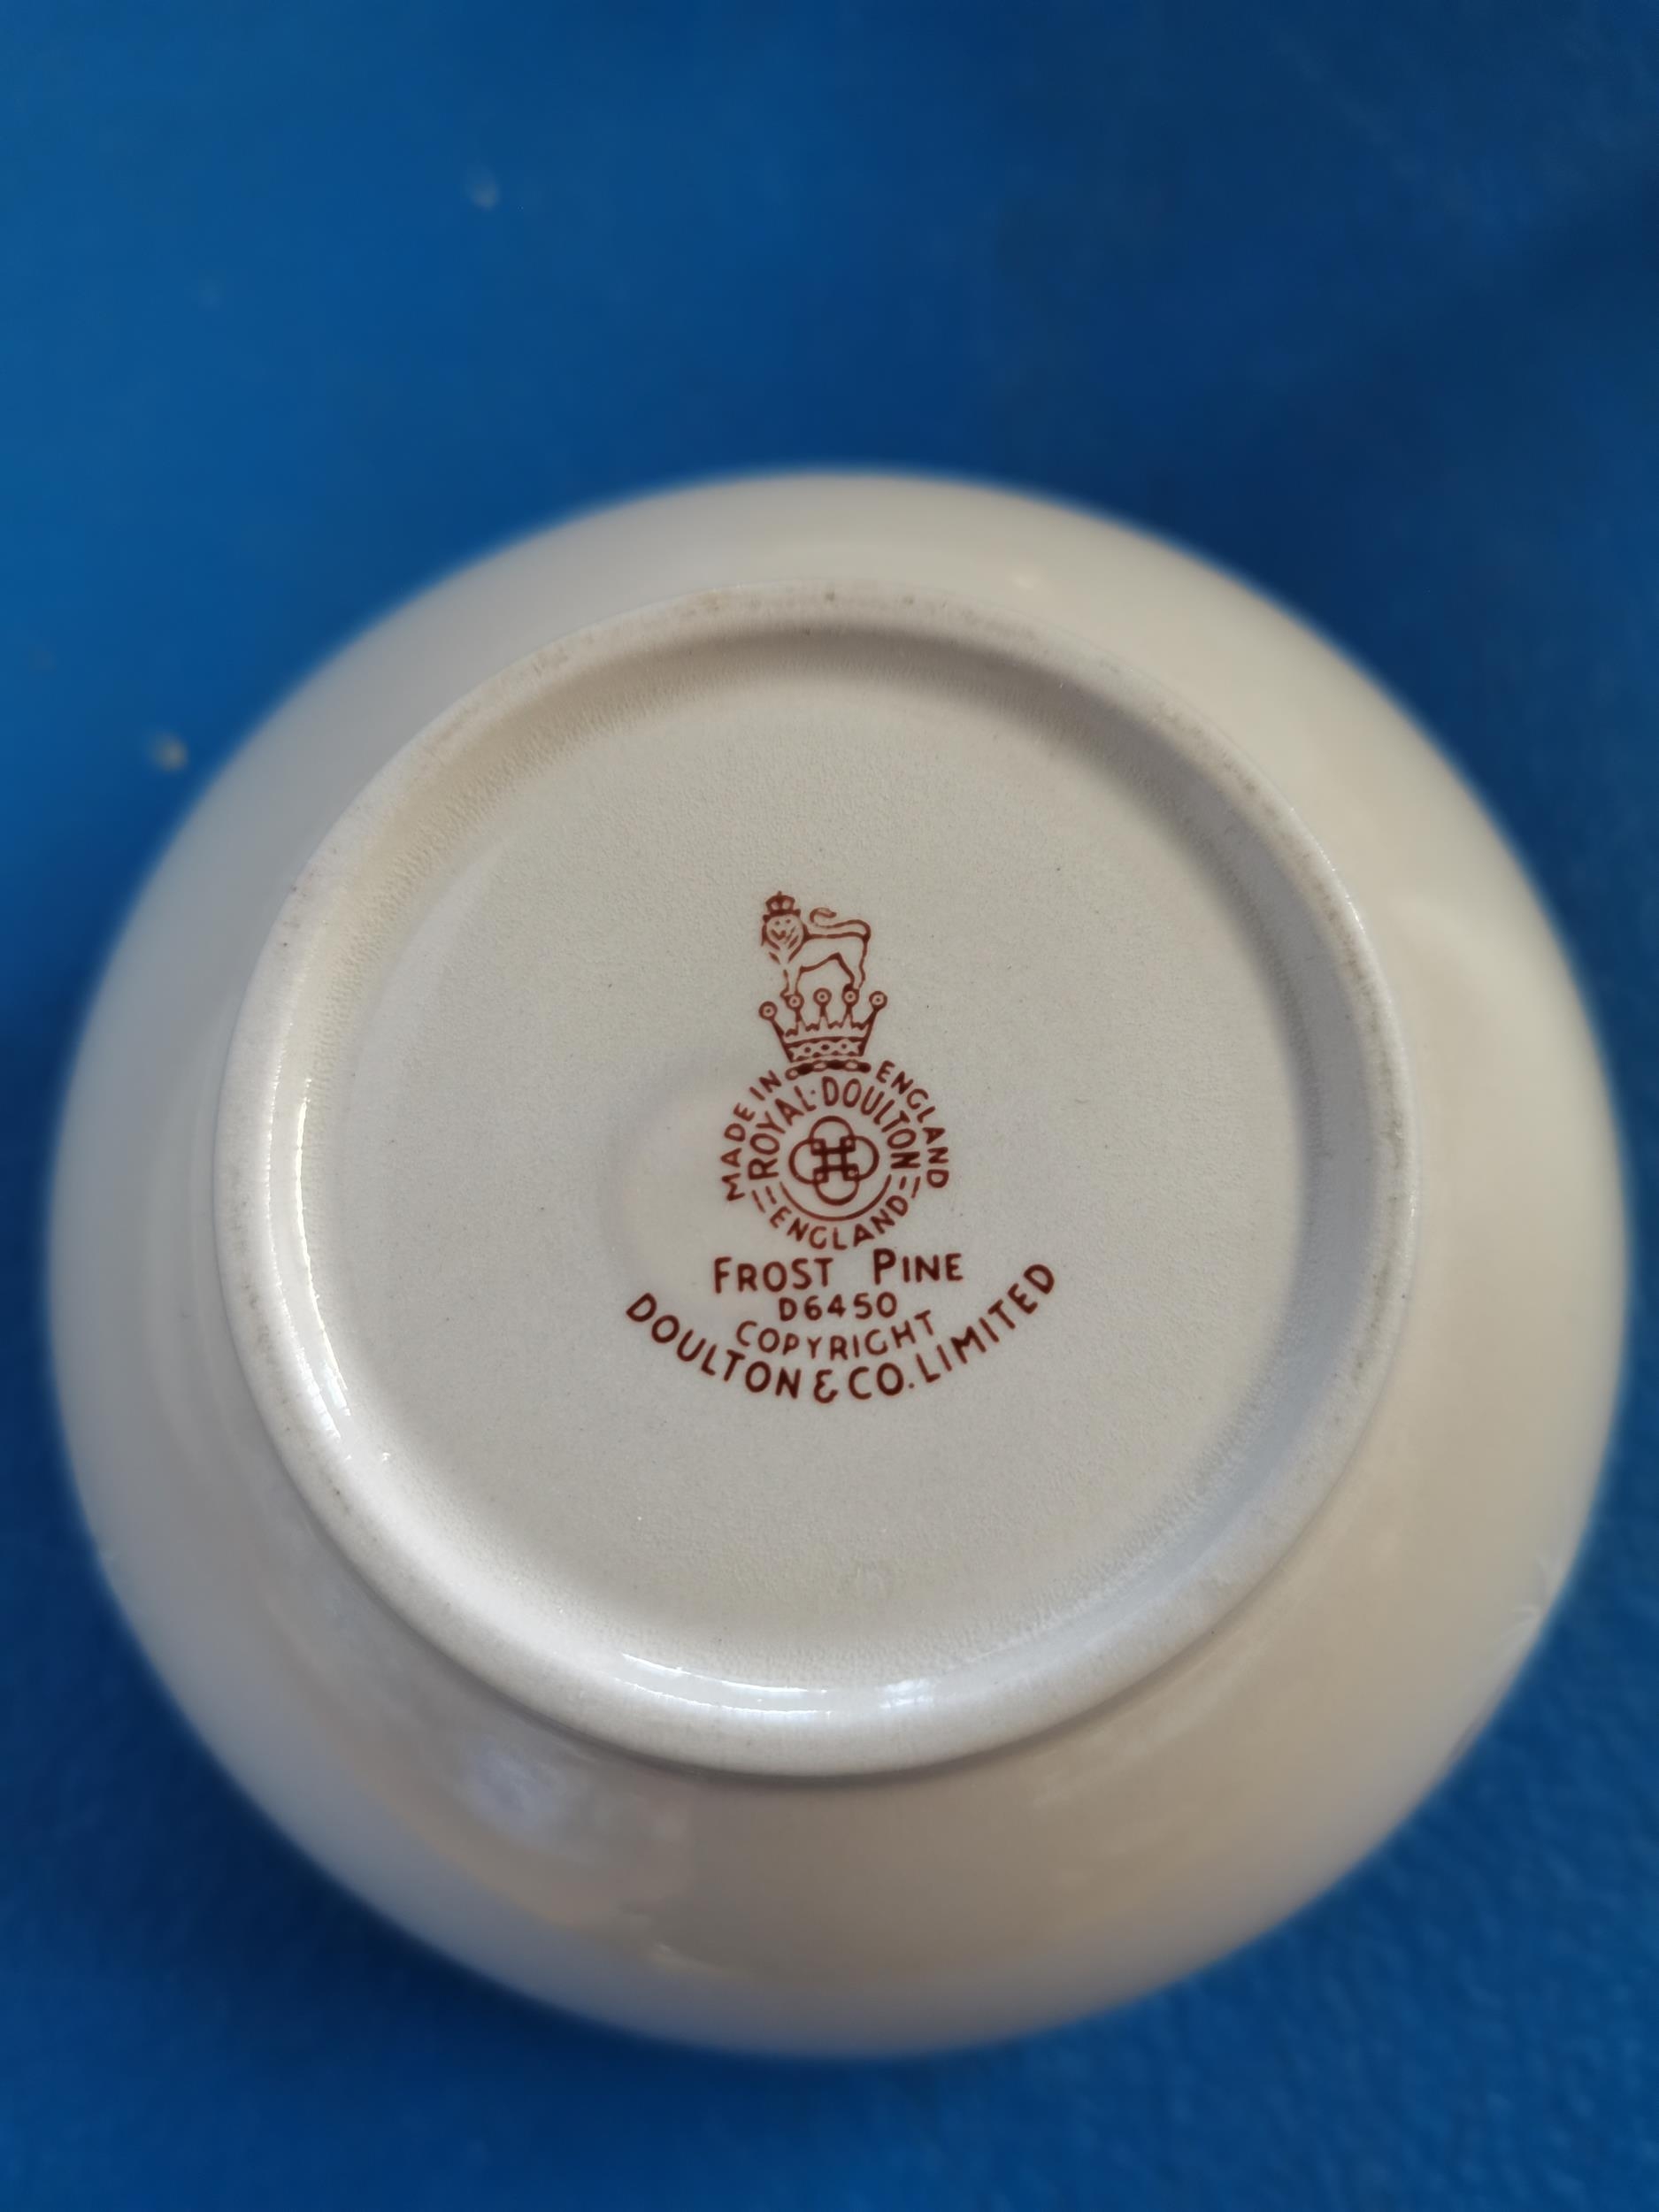 MADE IN ENGLAND
ROYAL·DOULTON
ENGLAND
FROST PINE
D6450
COPYRIGHT
DOULTON & CO. LIMITED